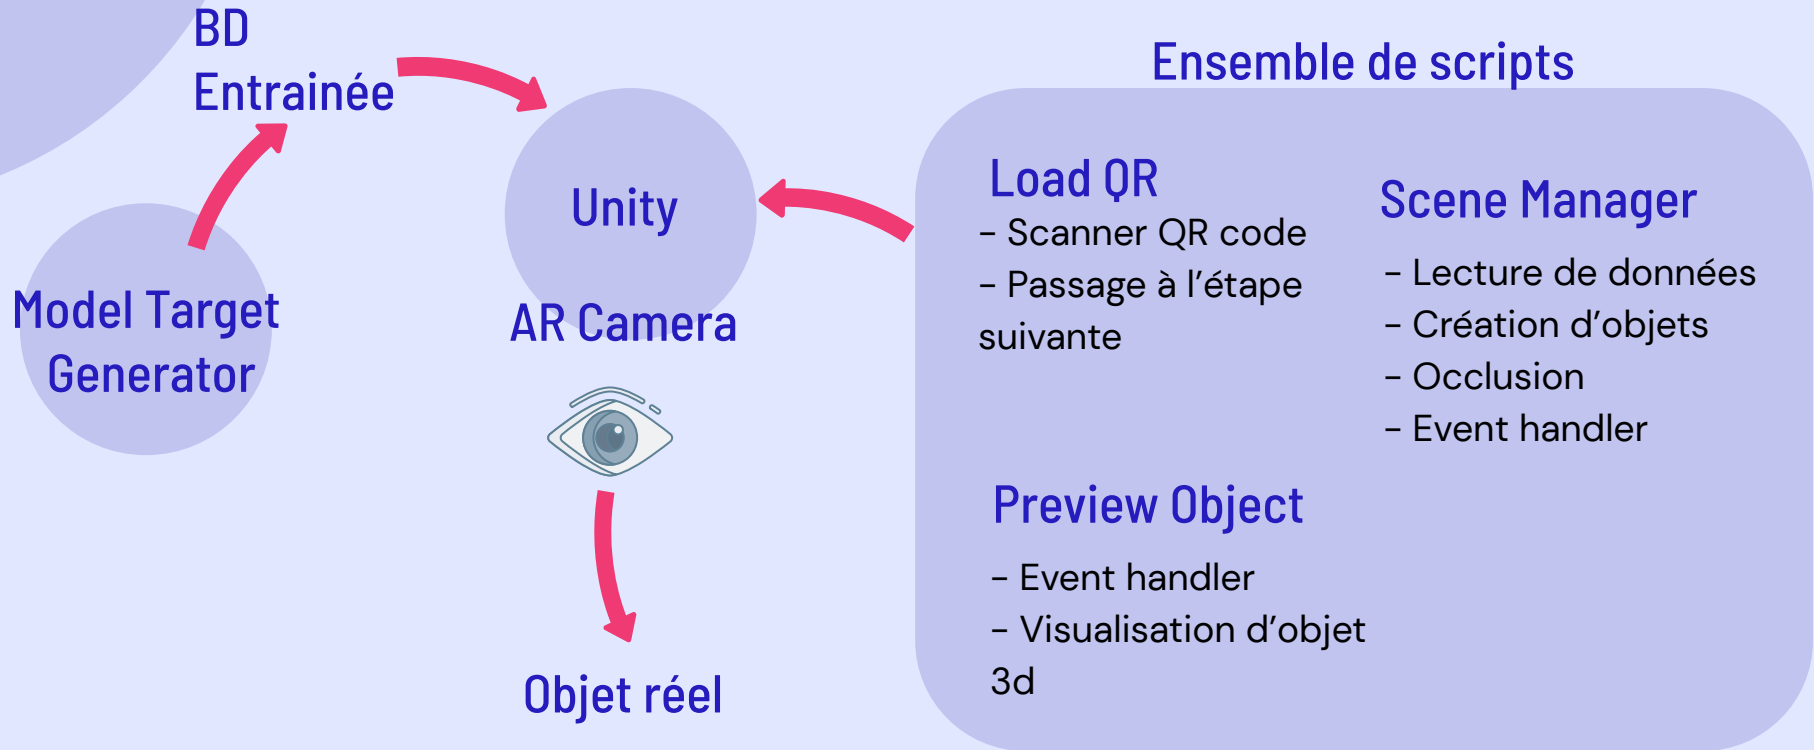 BD
Entrainée
Model Target
Generator
Unity
AR Camera
Objet réel
Ensemble de scripts
Load QR
- Scanner QR code
- Passage à l’étape
suivante
Scene Manager
- Lecture de données
- Création d’objets
- Occlusion
- Event handler
Preview Object
- Event handler
- Visualisation d’objet
3d